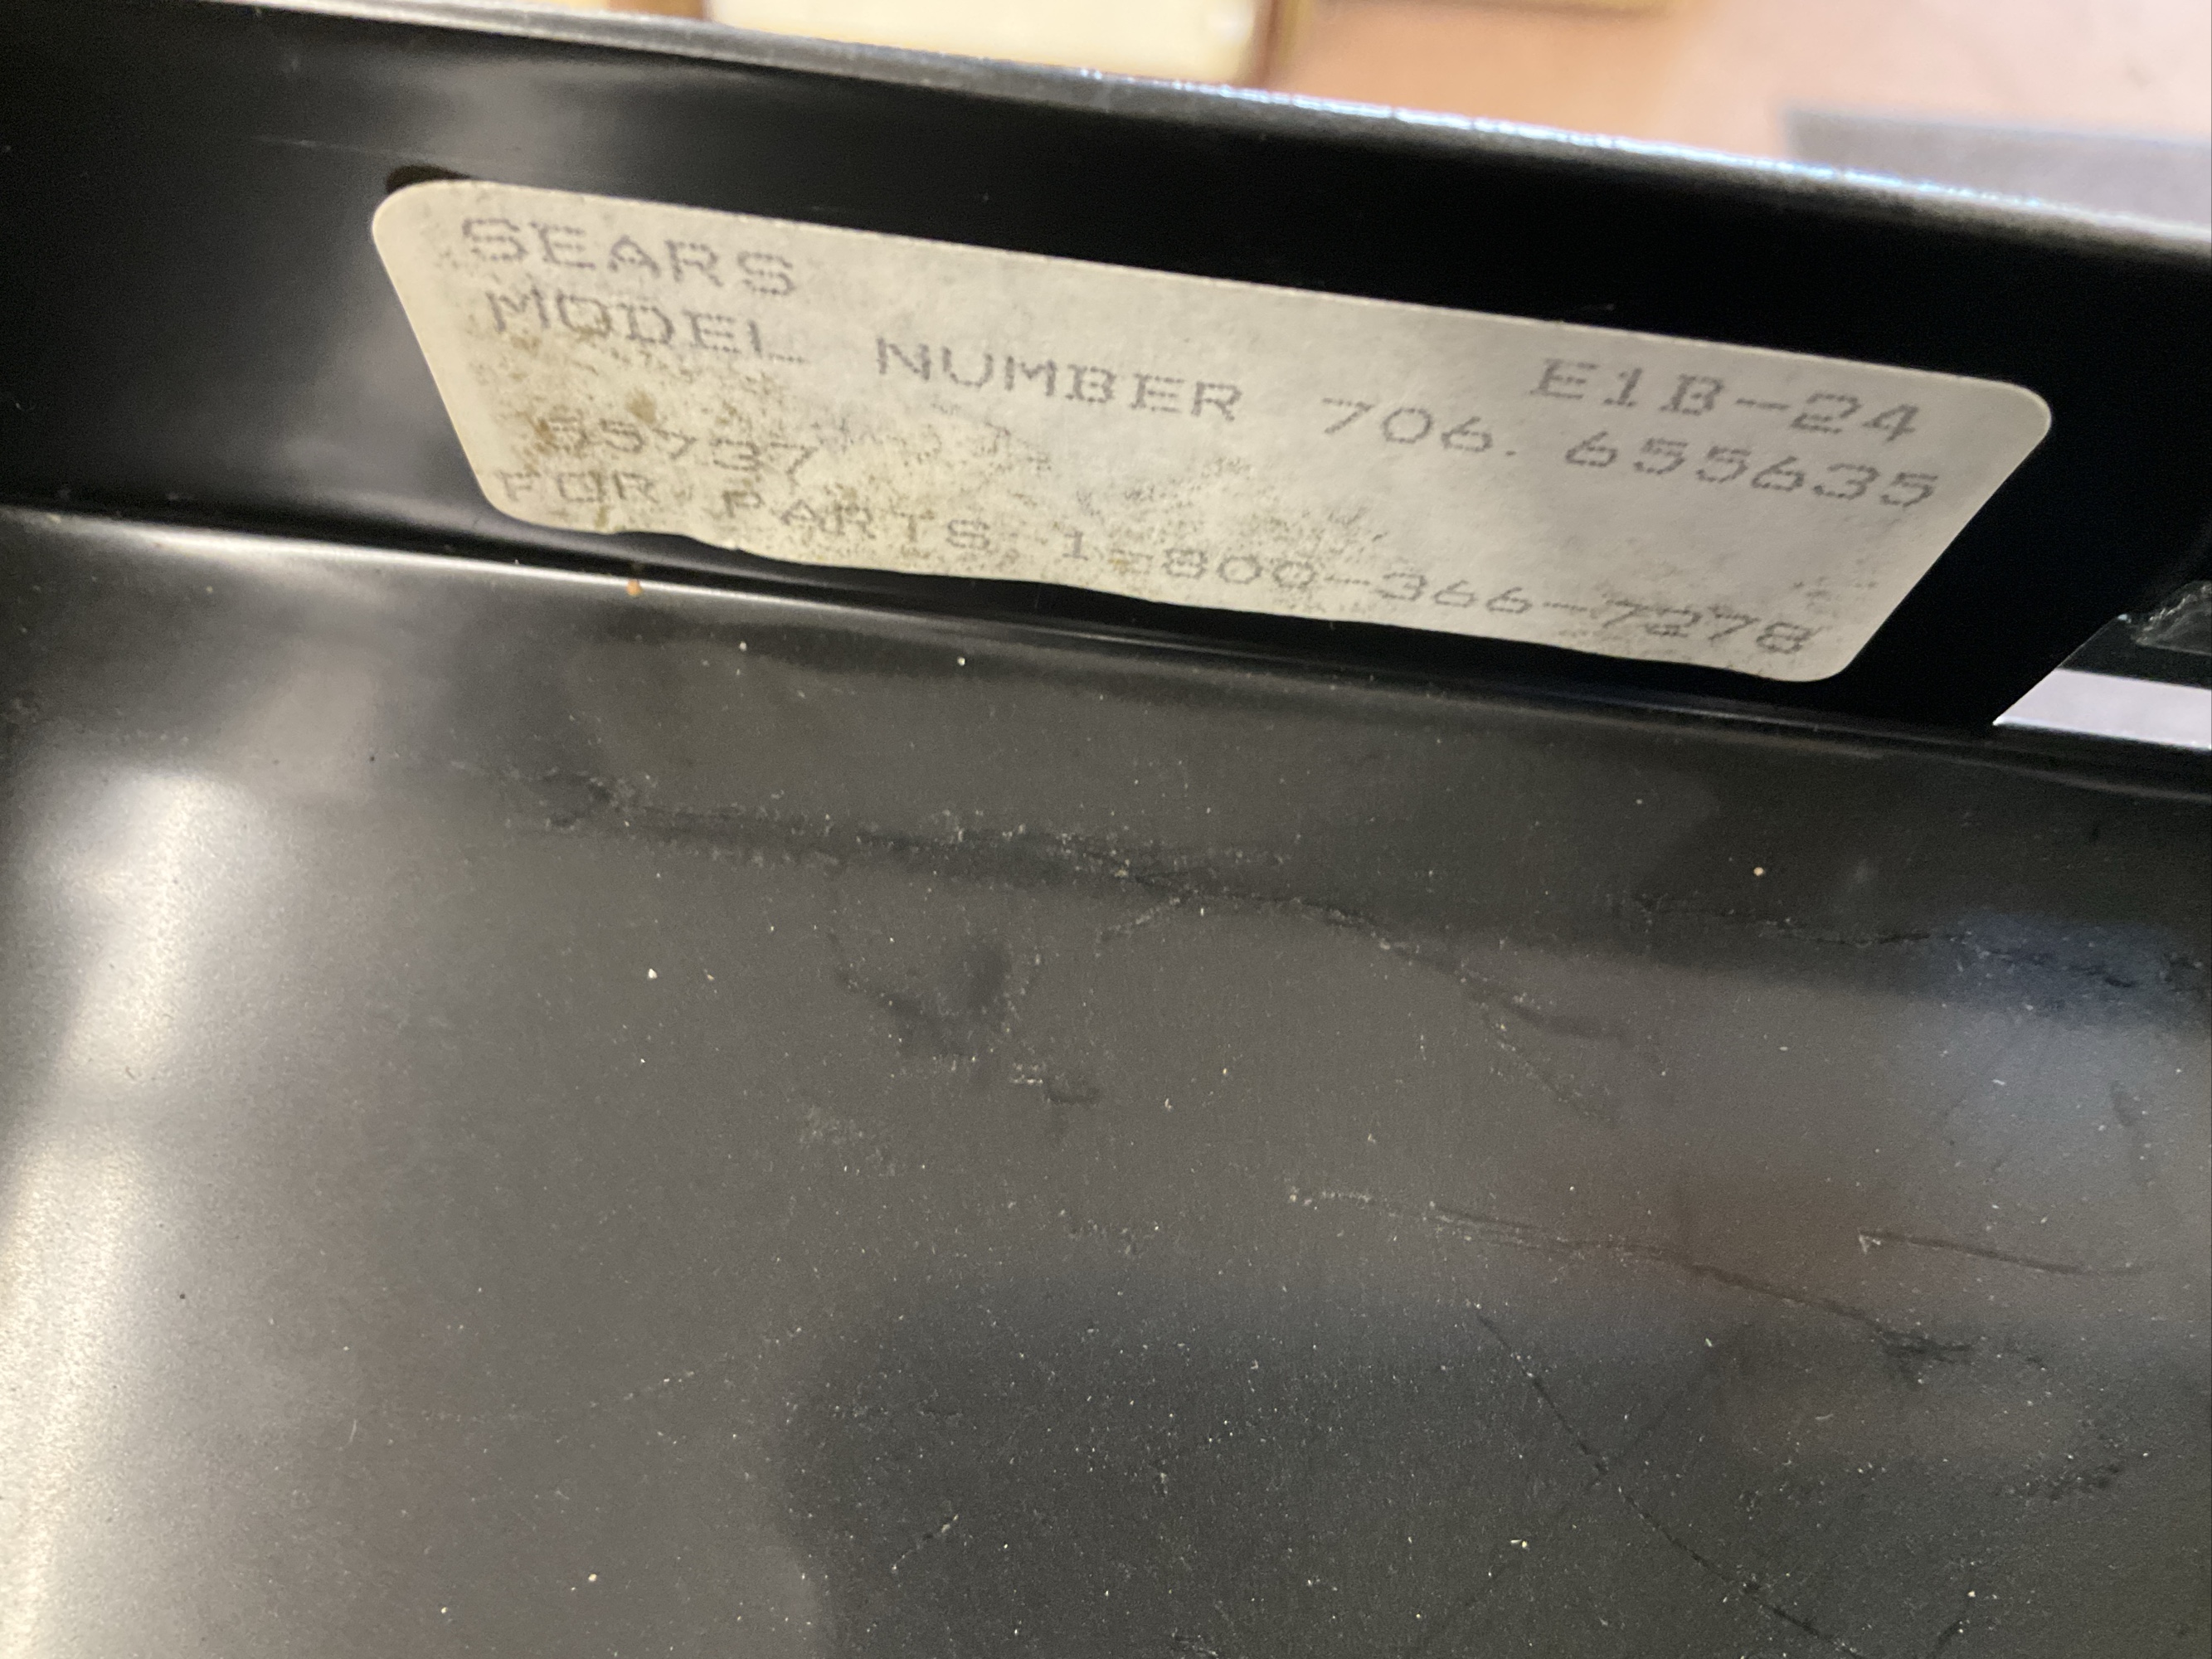 SEARS E1B-24
MODEL NUMBER 706.655635
55737
FOR PARTS 1-800-366-7278